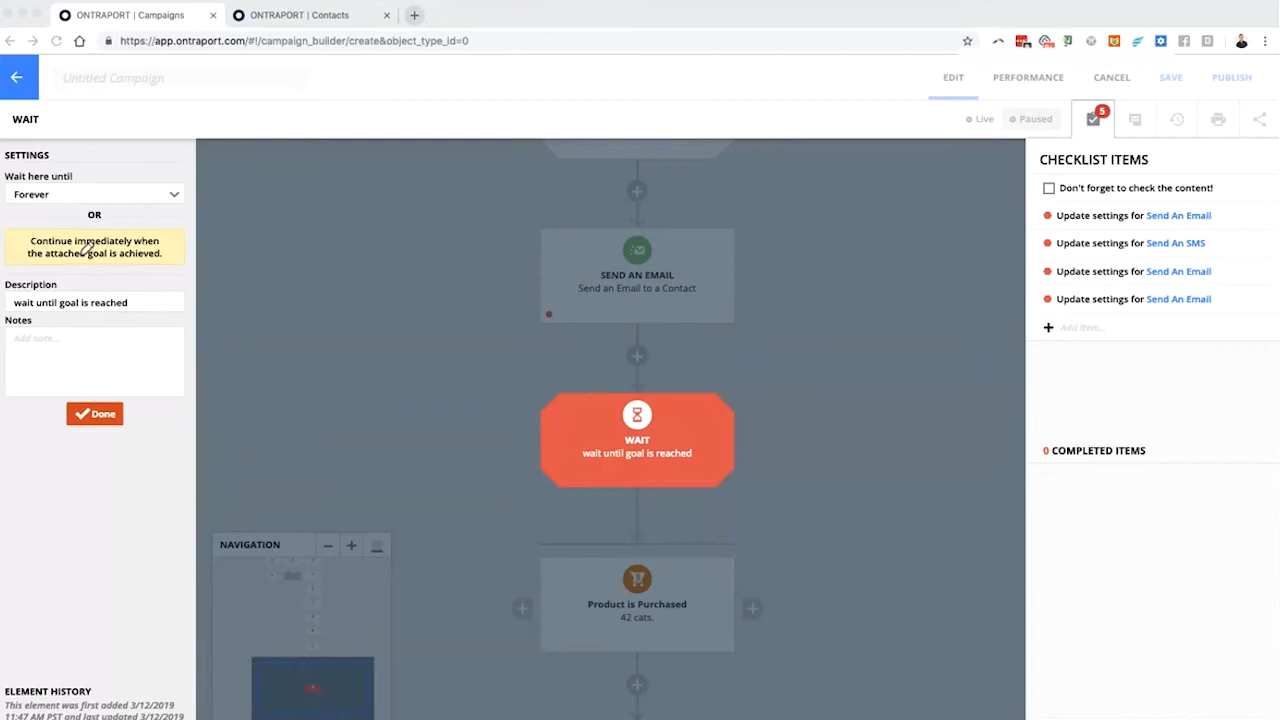 ONTRAPORT | Campaigns
ONTRAPORT | Contacts
https://app.ontraport.com/#!/campaign_builder/create&object_type_id=0
Untitled Campaign
EDIT
PERFORMANCE
CANCEL
SAVE
PUBLISH
WAIT
Live
Paused
5
SETTINGS
Wait here until
Forever
OR
Continue immediately when
the attached goal is achieved.
Description
wait until goal is reached
Notes
Add note...
Done
ELEMENT HISTORY
This element was first added 3/12/2019
11:47 AM PST and last updated 3/12/2019
SEND AN EMAIL
Send an Email to a Contact
WAIT
wait until goal is reached
NAVIGATION
Product is Purchased
42 cats.
CHECKLIST ITEMS
Don't forget to check the content!
Update settings for Send An Email
Update settings for Send An SMS
Update settings for Send An Email
Update settings for Send An Email
Add item...
0 COMPLETED ITEMS